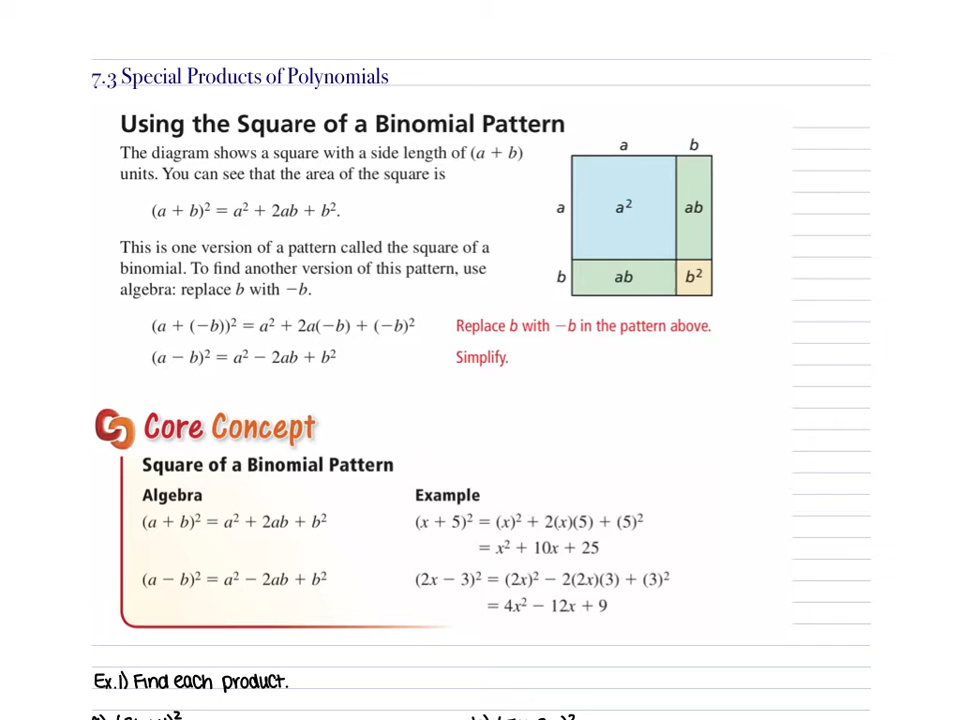 7.3 Special Products of Polynomials
Using the Square of a Binomial Pattern
The diagram shows a square with a side length of (a + b)
units. You can see that the area of the square is
(a + b)² = a² + 2ab + b².
This is one version of a pattern called the square of a
binomial. To find another version of this pattern, use
algebra: replace b with −b.
a b
a a² ab
b ab b²
(a + (−b))² = a² + 2a(−b) + (−b)² Replace b with −b in the pattern above.
(a − b)² = a² − 2ab + b² Simplify.
Core Concept
Square of a Binomial Pattern
Algebra Example
(a + b)² = a² + 2ab + b² (x + 5)² = (x)² + 2(x)(5) + (5)²
= x² + 10x + 25
(a − b)² = a² − 2ab + b² (2x − 3)² = (2x)² − 2(2x)(3) + (3)²
= 4x² − 12x + 9
Ex.1) Find each product.